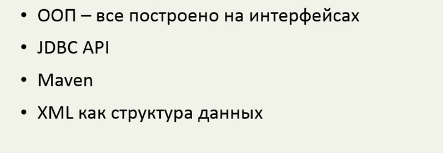 • ООП – все построено на интерфейсах
• JDBC API
• Maven
• XML как структура данных